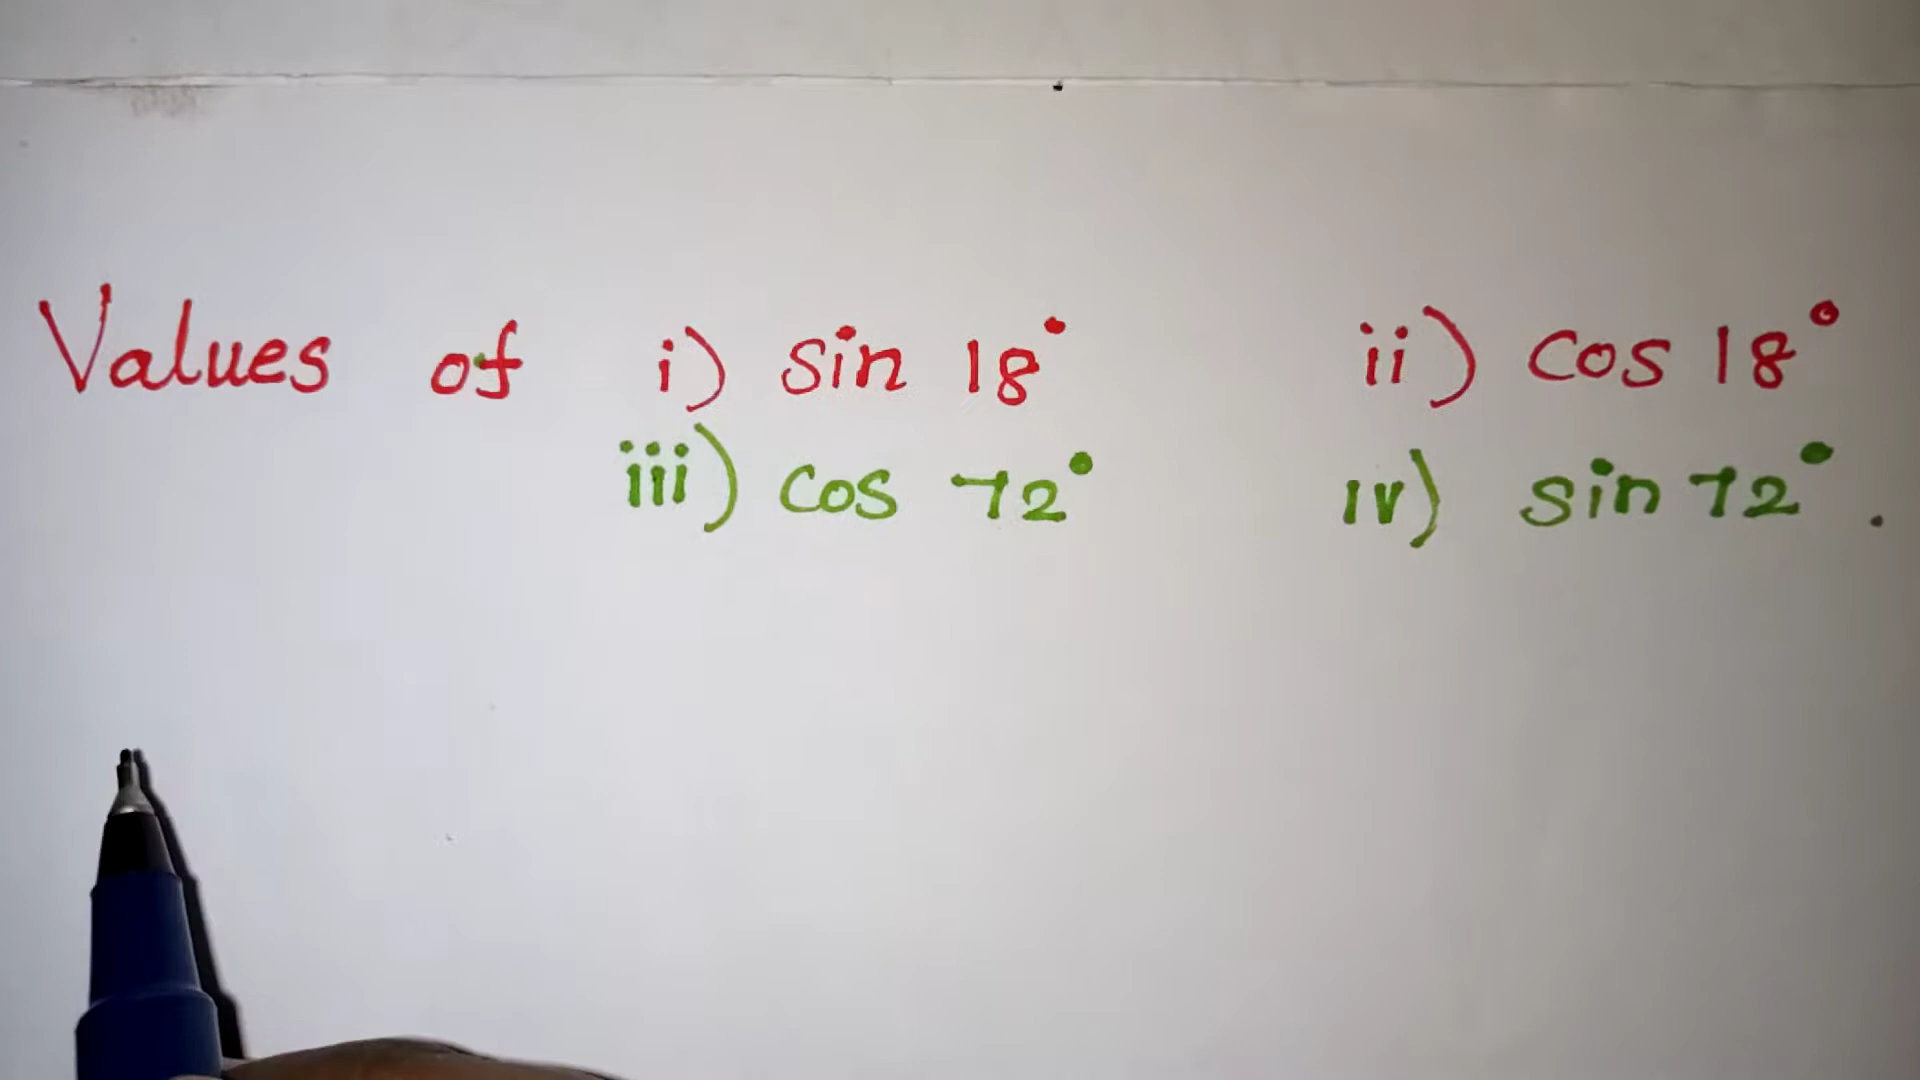 Values of i) sin 18° ii) cos 18°
iii) cos 72° iv) sin 72°.